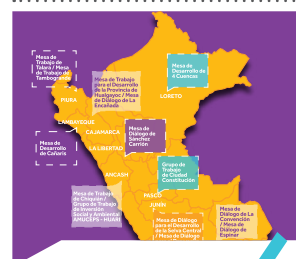 Mesa de
Trabajo de
Talara / Mesa
de Trabajo de
Tambogrande
Mesa de Trabajo
para el Desarrollo
de la Provincia de
Hualgayoc / Mesa
de Diálogo de La
Encañada
Mesa de
Desarrollo de
4 Cuencas
PIURA
LORETO
LAMBAYEQUE
CAJAMARCA
Mesa de
Desarrollo
de Cañaris
LA LIBERTAD
Mesa de
Diálogo de
Sánchez
Carrión
ANCASH
Grupo de
Trabajo
de Ciudad
Constitución
Mesa de Trabajo
de Chiquián /
Grupo de Trabajo
de Inversión
Social y Ambiental
AMUCEPS - HUARI
PASCO
JUNÍN
Mesa de Diálogo
para el Desarrollo
de la Selva Central
/ Mesa de Diálogo
Mesa de
Diálogo de La
Convención
/ Mesa de
Diálogo de
Espinar